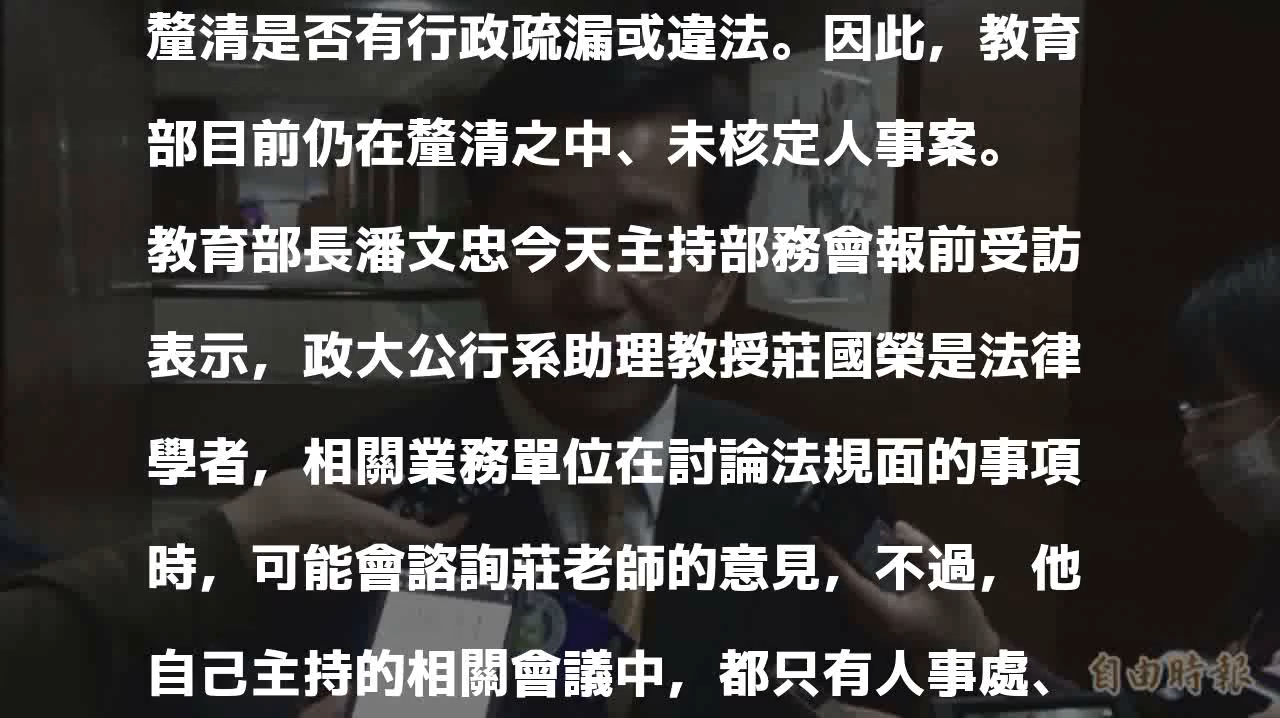 釐清是否有行政疏漏或違法。因此，教育
部目前仍在釐清之中、未核定人事案。
教育部長潘文忠今天主持部務會報前受訪
表示，政大公行系助理教授莊國榮是法律
學者，相關業務單位在討論法規面的事項
時，可能會諮詢莊老師的意見，不過，他
自己主持的相關會議中，都只有人事處、
自由時報